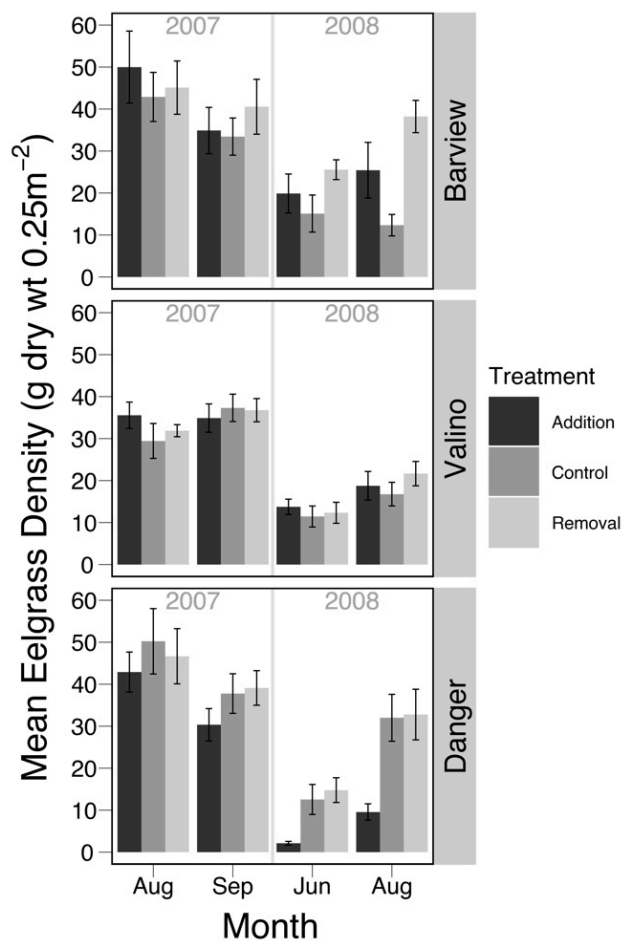 Mean Eelgrass Density (g dry wt 0.25m⁻²)
2007 2008
60
50
40
30
20
10
0
Barview
2007 2008
60
50
40
30
20
10
0
Valino
2007 2008
60
50
40
30
20
10
0
Danger
Aug Sep Jun Aug
Month
Treatment
Addition
Control
Removal